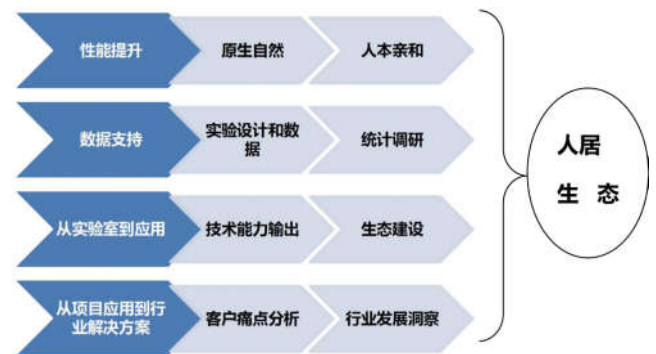 性能提升
原生自然
人本亲和
数据支持
实验设计和数
据
统计调研
从实验室到应用
技术能力输出
生态建设
从项目应用到行
业解决方案
客户痛点分析
行业发展洞察
人居
生 态